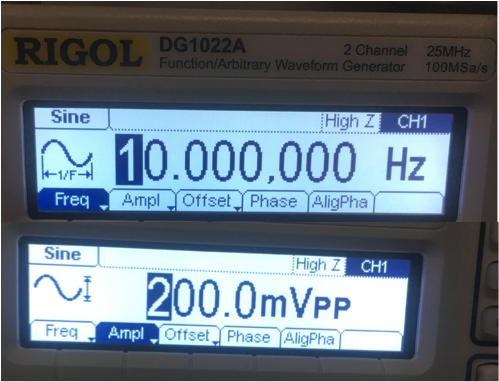 RIGOL DG1022A 2 Channel 25MHz
Function/Arbitrary Waveform Generator 100MSa/s
Sine High Z CH1
10.000,000 Hz
1/F
Freq Ampl Offset Phase AligPha
Sine High Z CH1
200.0mVPP
Freq Ampl Offset Phase AligPha